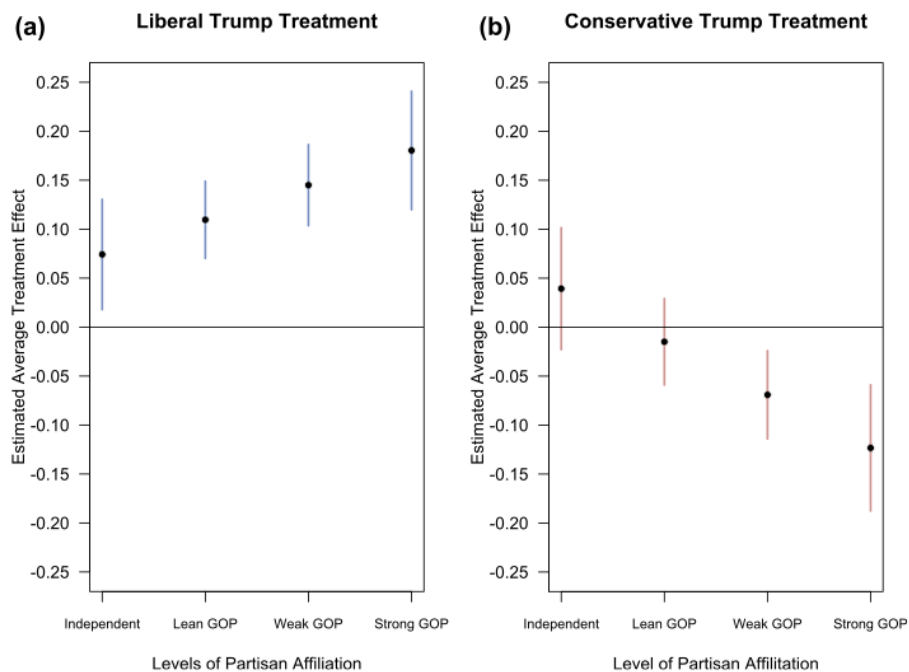 (a) Liberal Trump Treatment
Estimated Average Treatment Effect
0.25
0.20
0.15
0.10
0.05
0.00
-0.05
-0.10
-0.15
-0.20
-0.25
Independent Lean GOP Weak GOP Strong GOP
Levels of Partisan Affiliation
(b) Conservative Trump Treatment
Estimated Average Treatment Effect
0.25
0.20
0.15
0.10
0.05
0.00
-0.05
-0.10
-0.15
-0.20
-0.25
Independent Lean GOP Weak GOP Strong GOP
Level of Partisan Affilitation